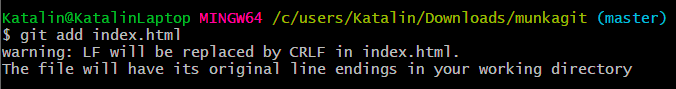 Katalin@KatalinLaptop MINGW64 /c/users/Katalin/Downloads/munkagit (master)
$ git add index.html
warning: LF will be replaced by CRLF in index.html.
The file will have its original line endings in your working directory